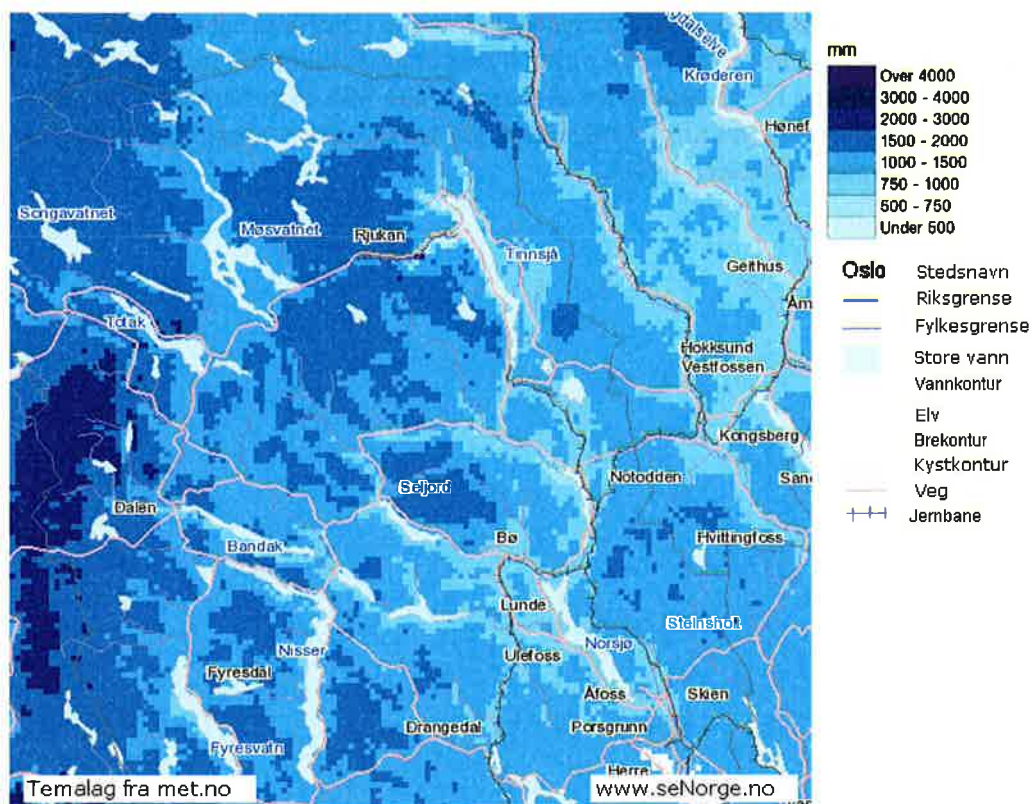 Krøderen
Hønef
Songavatnet
Møsvatnet
Rjukan
Tinnsjå
Geithus
Åm
Totak
Hokksund
Vestfossen
Kongsberg
Seljord
Notodden
San
Dalen
Bø
Hvittingfoss
Bandak
Lunde
Steinsholt
Nisser
Norsjø
Ulefoss
Fyresdal
Åfoss
Skien
Drangedal
Porsgrunn
Fyresvatn
Herre
Temalag fra met.no
www.seNorge.no
mm
Over 4000
3000 - 4000
2000 - 3000
1500 - 2000
1000 - 1500
750 - 1000
500 - 750
Under 500
Oslo Stedsnavn
Riksgrense
Fylkesgrense
Store vann
Vannkontur
Elv
Brekontur
Kystkontur
Veg
Jernbane